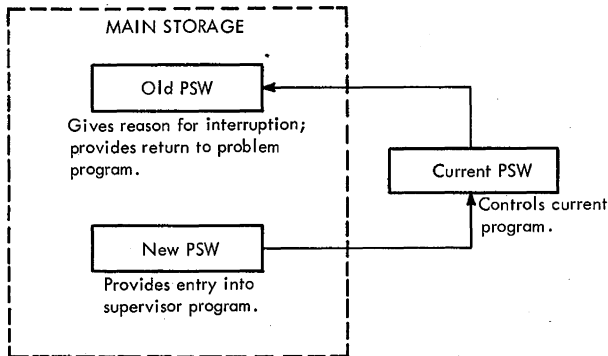 MAIN STORAGE
Old PSW
Gives reason for interruption;
provides return to problem
program.
Current PSW
Controls current
program.
New PSW
Provides entry into
supervisor program.